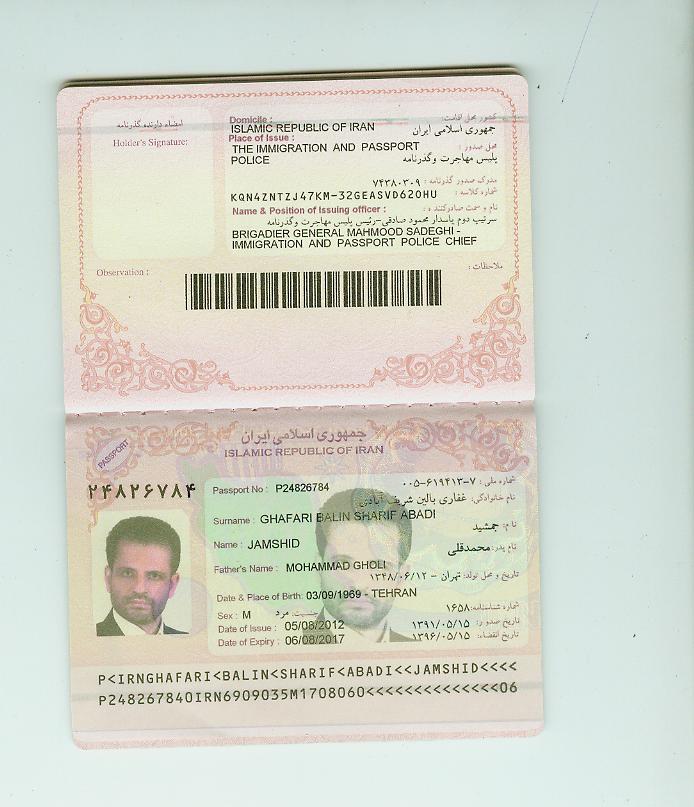 کشور محل اقامت:
Domicile :
ISLAMIC REPUBLIC OF IRAN جمهوری اسلامی ایران
امضاء دارنده گذرنامه
Holder's Signature:
Place of Issue : محل صدور:
THE IMMIGRATION AND PASSPORT
POLICE پلیس مهاجرت وگذرنامه
مدرک صدور گذرنامه: ۷۴۳۸۰۳۰۹
شماره کلاسه:
KQN4ZNTZJ47KM-32GEASVD620HU
Name & Position of Issuing officer : نام و سمت صادرکننده:
سرتیپ دوم پاسدار محمود صادقی-رئیس پلیس مهاجرت وگذرنامه
BRIGADIER GENERAL MAHMOOD SADEGHI -
IMMIGRATION AND PASSPORT POLICE CHIEF
Observation : ملاحظات:
جمهوری اسلامی ایران
ISLAMIC REPUBLIC OF IRAN
PASSPORT
۲۴۸۲۶۷۸۴
Passport No : P24826784 شماره ملی: ۰۰۵-۶۱۹۴۱۳-۷
نام خانوادگی: غفاری بالین شریف آبادی
Surname : GHAFARI BALIN SHARIF ABADI
Name : JAMSHID نام: جمشید
نام پدر: محمدقلی
Father's Name : MOHAMMAD GHOLI
تاریخ و محل تولد: تهران - ۱۳۴۸/۰۶/۱۲
Date & Place of Birth: 03/09/1969 - TEHRAN
Sex : M جنسیت: مرد شماره شناسنامه: ۱۶۵۸
Date of Issue : 05/08/2012 تاریخ صدور: ۱۳۹۱/۰۵/۱۵
Date of Expiry : 06/08/2017 تاریخ انقضاء: ۱۳۹۶/۰۵/۱۵
P<IRNGHAFARI<BALIN<SHARIF<ABADI<<JAMSHID<<<<
P248267840IRN6909035M1708060<<<<<<<<<<<<<<06